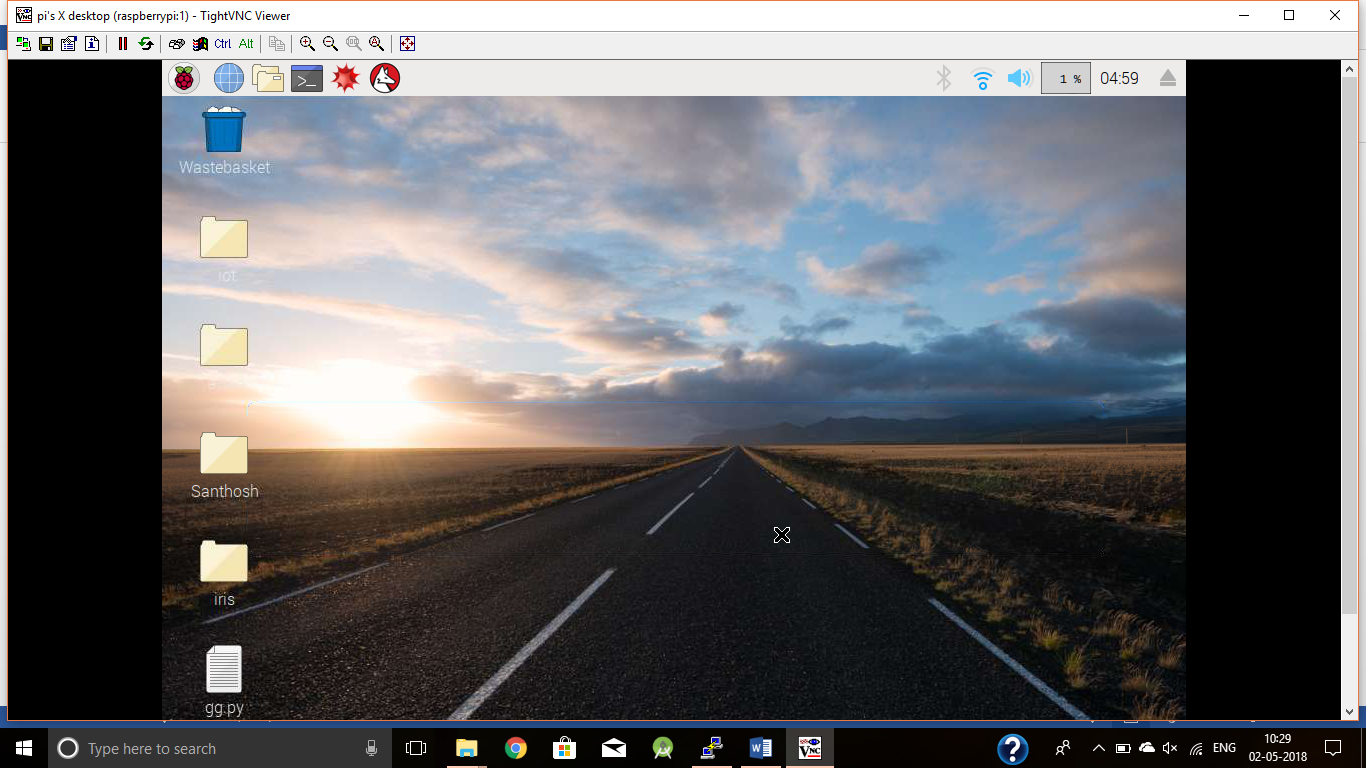 pi's X desktop (raspberrypi:1) - TightVNC Viewer
Ctrl Alt
1 % 04:59
Wastebasket
iot
Santhosh
iris
gg.py
Type here to search
ENG
10:29
02-05-2018